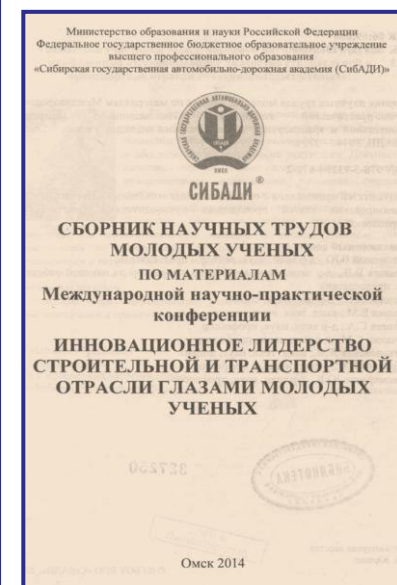 Министерство образования и науки Российской Федерации
Федеральное государственное бюджетное образовательное учреждение
высшего профессионального образования
«Сибирская государственная автомобильно-дорожная академия (СибАДИ)»
СИБАДИ®
СБОРНИК НАУЧНЫХ ТРУДОВ
МОЛОДЫХ УЧЕНЫХ
ПО МАТЕРИАЛАМ
Международной научно-практической
конференции
ИННОВАЦИОННОЕ ЛИДЕРСТВО
СТРОИТЕЛЬНОЙ И ТРАНСПОРТНОЙ
ОТРАСЛИ ГЛАЗАМИ МОЛОДЫХ
УЧЕНЫХ
Омск 2014